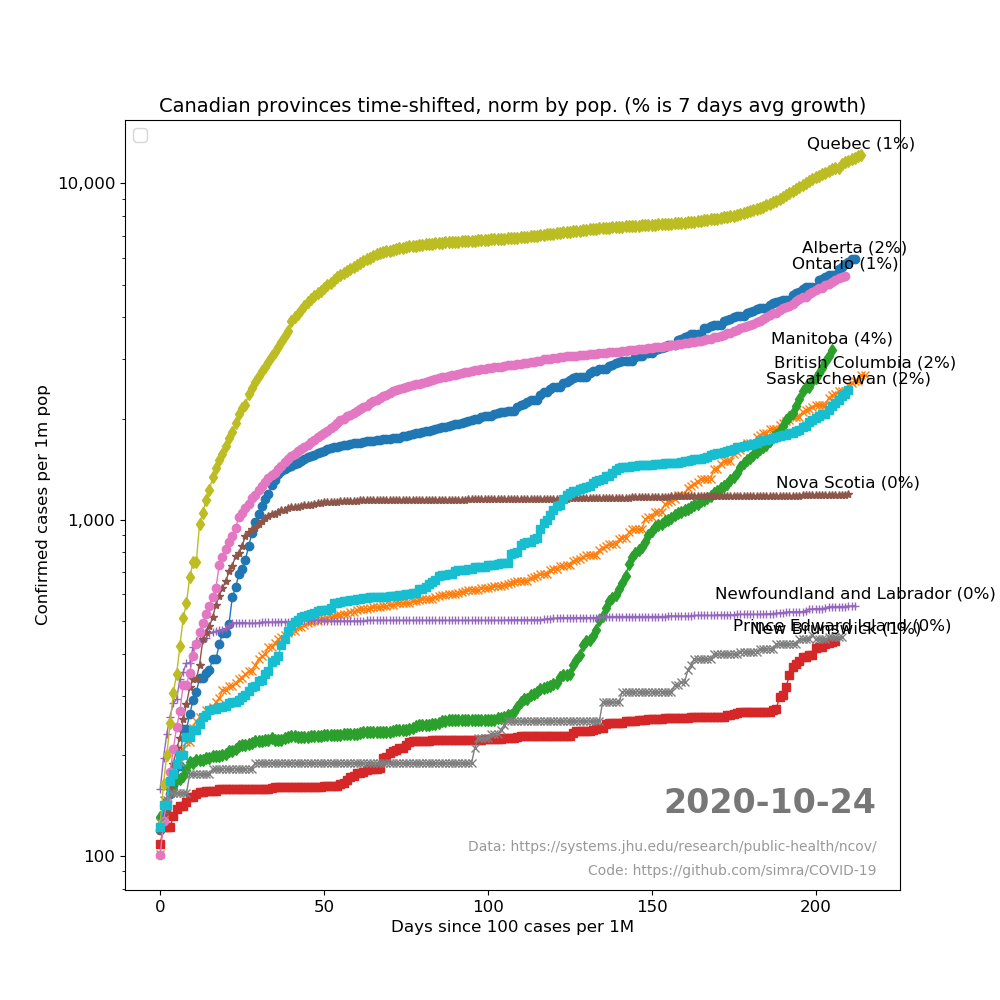 Canadian provinces time-shifted, norm by pop. (% is 7 days avg growth)
Quebec (1%)
10,000
Alberta (2%)
Ontario (1%)
Manitoba (4%)
British Columbia (2%)
Saskatchewan (2%)
Confirmed cases per 1m pop
Nova Scotia (0%)
1,000
Newfoundland and Labrador (0%)
Prince Edward Island (0%)
New Brunswick (1%)
2020-10-24
Data: https://systems.jhu.edu/research/public-health/ncov/
100
Code: https://github.com/simra/COVID-19
0 50 100 150 200
Days since 100 cases per 1M